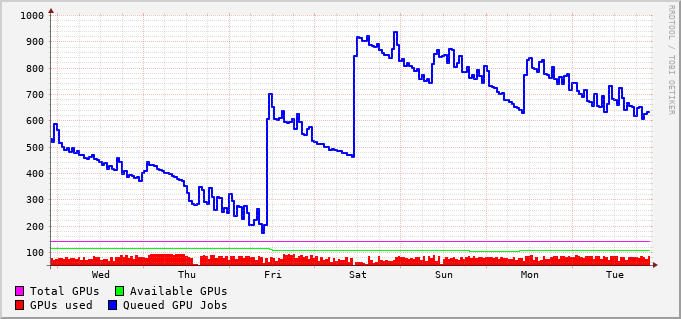 1000
900
800
700
600
500
400
300
200
100
Wed Thu Fri Sat Sun Mon Tue
RRDTOOL / TOBI OETIKER
Total GPUs Available GPUs
GPUs used Queued GPU Jobs